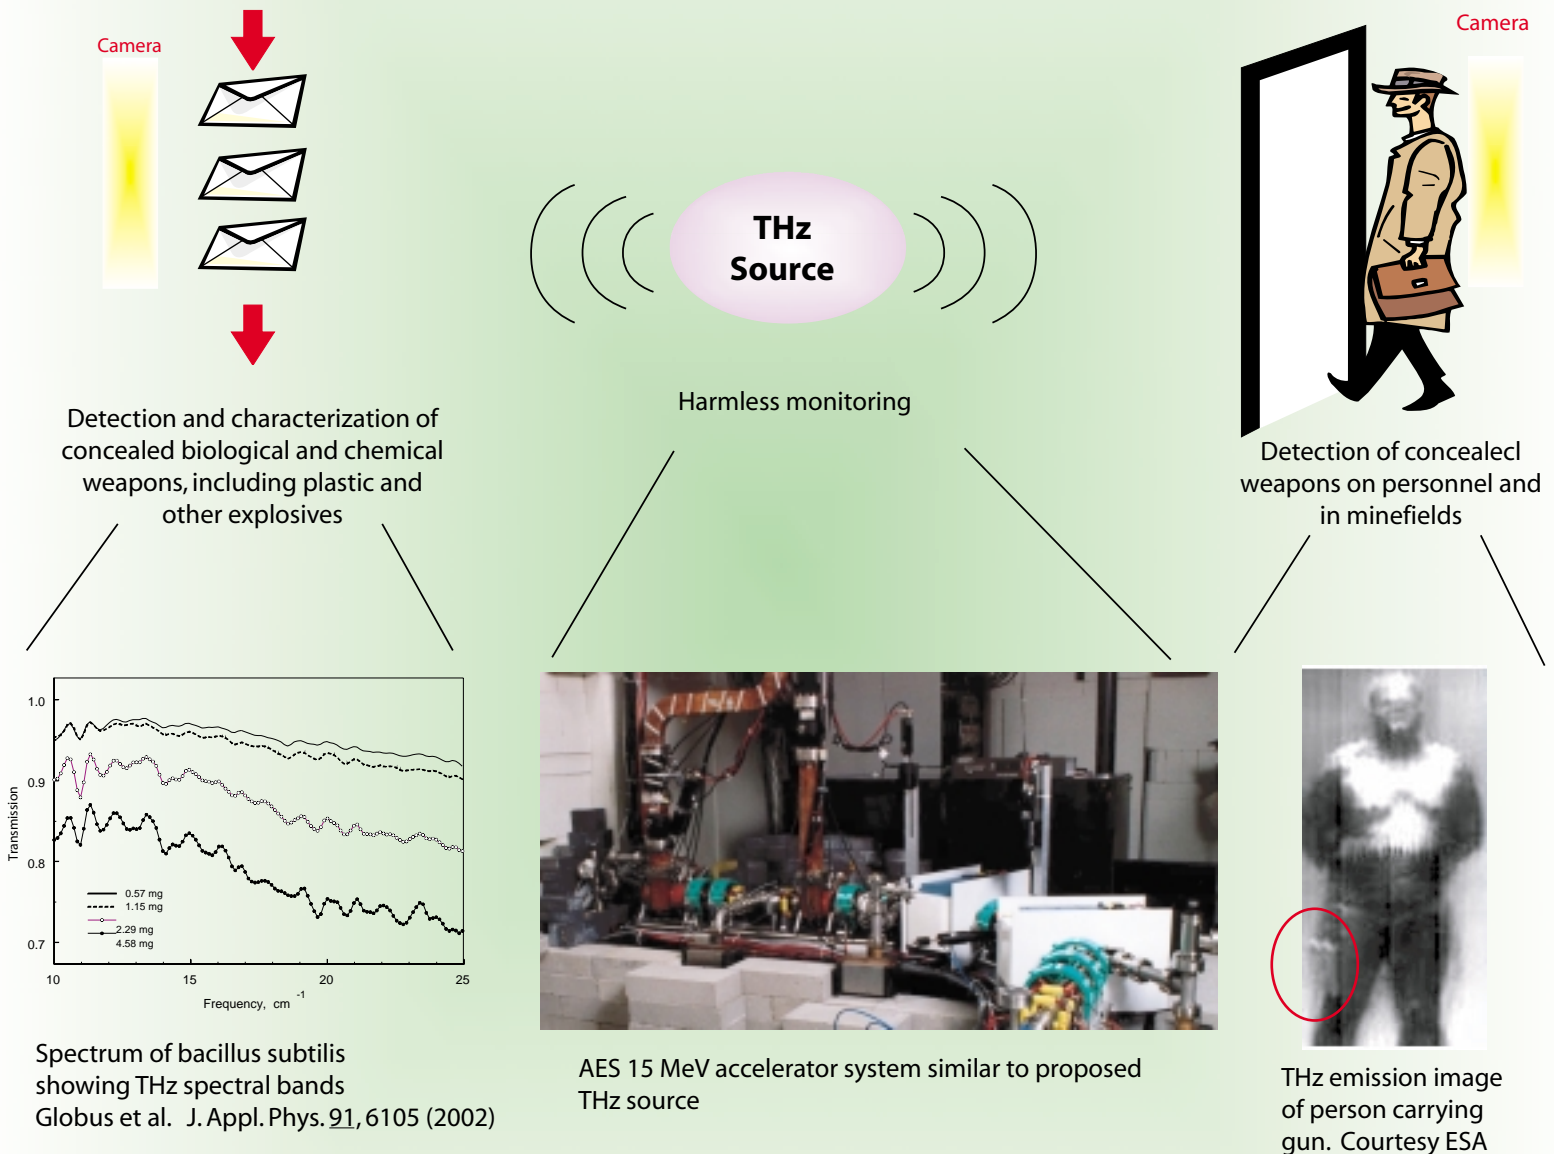 Camera
Camera
THz
Source
Harmless monitoring
Detection and characterization of
concealed biological and chemical
weapons, including plastic and
other explosives
Detection of concealecl
weapons on personnel and
in minefields
1.0
0.9
0.8
0.7
Transmission
0.57 mg
1.15 mg
2.29 mg
4.58 mg
10
15
20
25
Frequency, cm -1
Spectrum of bacillus subtilis
showing THz spectral bands
Globus et al. J. Appl. Phys. 91, 6105 (2002)
AES 15 MeV accelerator system similar to proposed
THz source
THz emission image
of person carrying
gun. Courtesy ESA